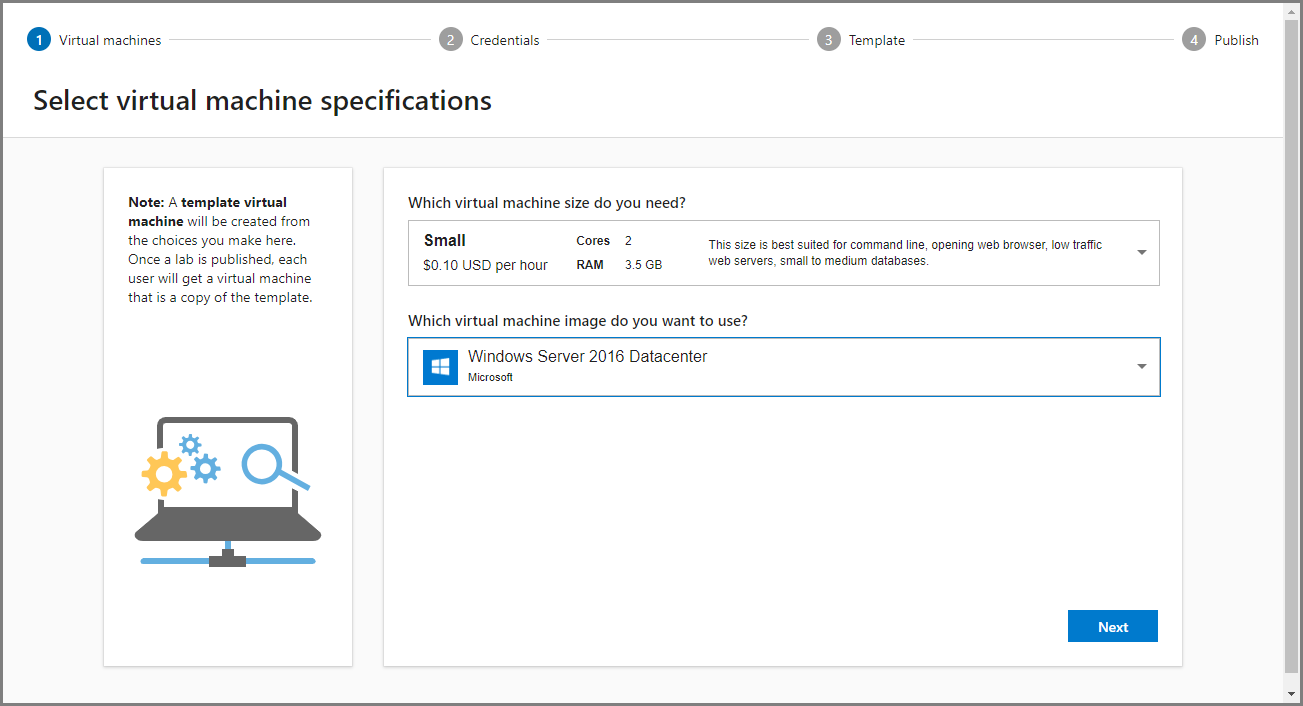 1 Virtual machines 2 Credentials 3 Template 4 Publish
Select virtual machine specifications
Note: A template virtual
machine will be created from
the choices you make here.
Once a lab is published, each
user will get a virtual machine
that is a copy of the template.
Which virtual machine size do you need?
Small
$0.10 USD per hour
Cores 2
RAM 3.5 GB
This size is best suited for command line, opening web browser, low traffic
web servers, small to medium databases.
Which virtual machine image do you want to use?
Windows Server 2016 Datacenter
Microsoft
Next